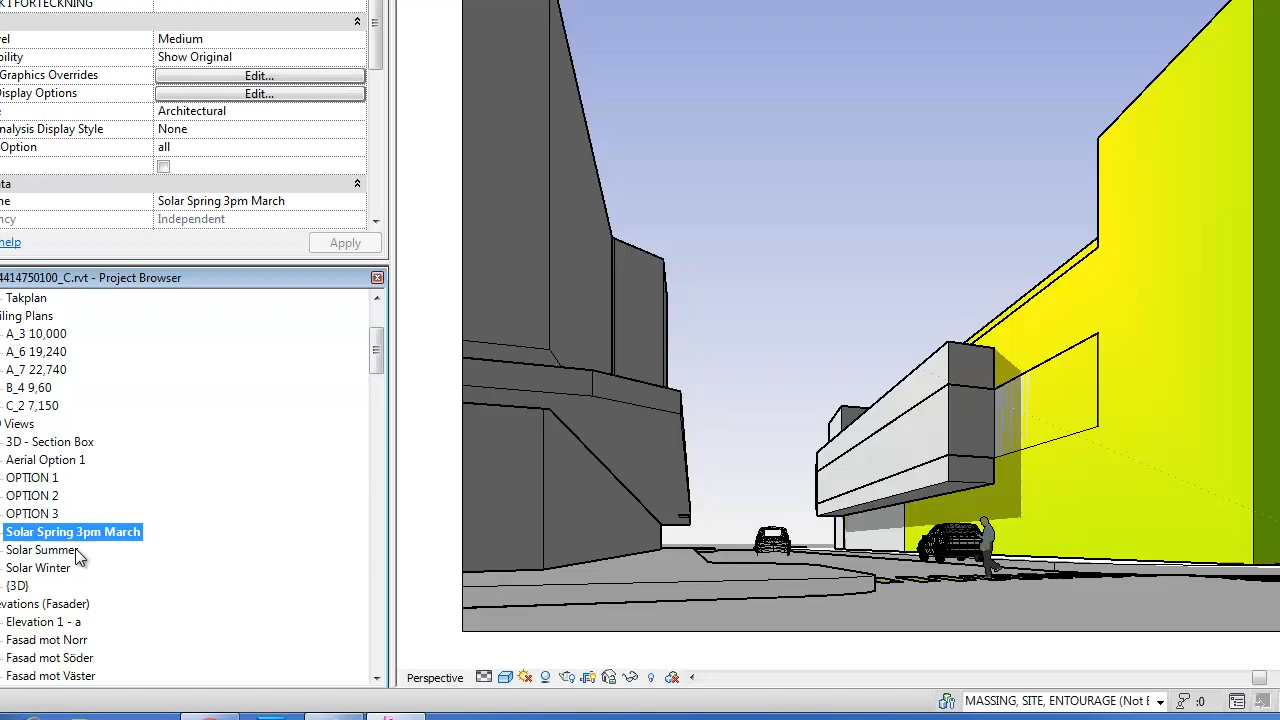 KTFÖRTECKNING
vel Medium
bility Show Original
Graphics Overrides Edit...
Display Options Edit...
e Architectural
nalysis Display Style None
Option all
ata
ne Solar Spring 3pm March
ncy Independent
help Apply
4414750100_C.rvt - Project Browser
Takplan
iling Plans
A_3 10,000
A_6 19,240
A_7 22,740
B_4 9,60
C_2 7,150
Views
3D - Section Box
Aerial Option 1
OPTION 1
OPTION 2
OPTION 3
Solar Spring 3pm March
Solar Summer
Solar Winter
{3D}
evations (Fasader)
Elevation 1 - a
Fasad mot Norr
Fasad mot Söder
Fasad mot Väster
Perspective
MASSING, SITE, ENTOURAGE (Not E
:0